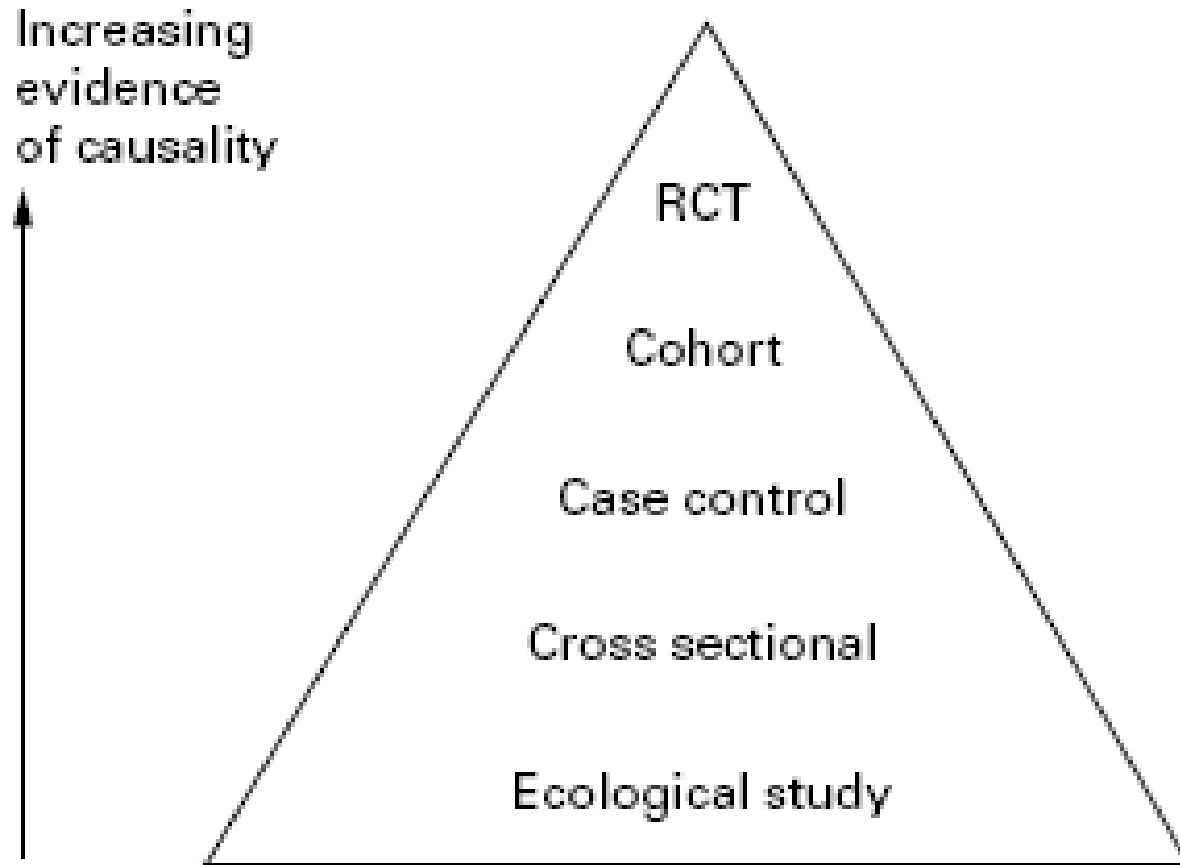 Increasing
evidence
of causality
RCT
Cohort
Case control
Cross sectional
Ecological study